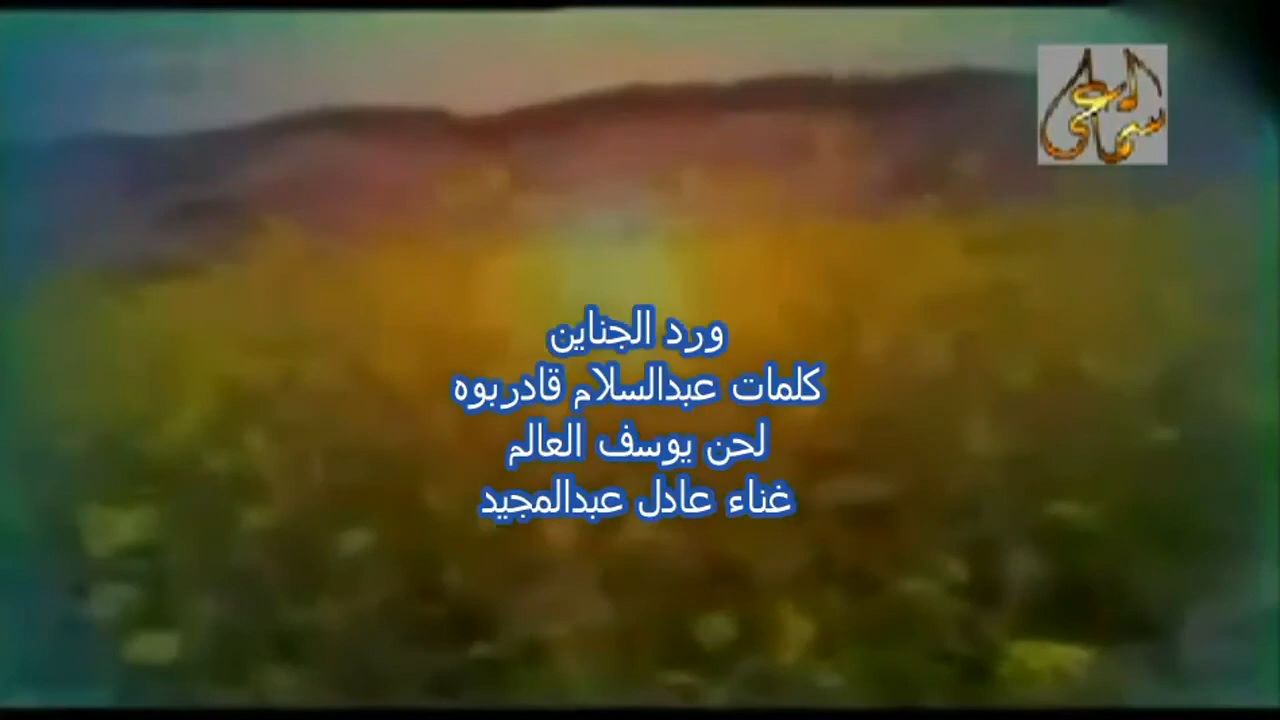 ورد الجناين
كلمات عبدالسلام قادربوه
لحن يوسف العالم
غناء عادل عبدالمجيد